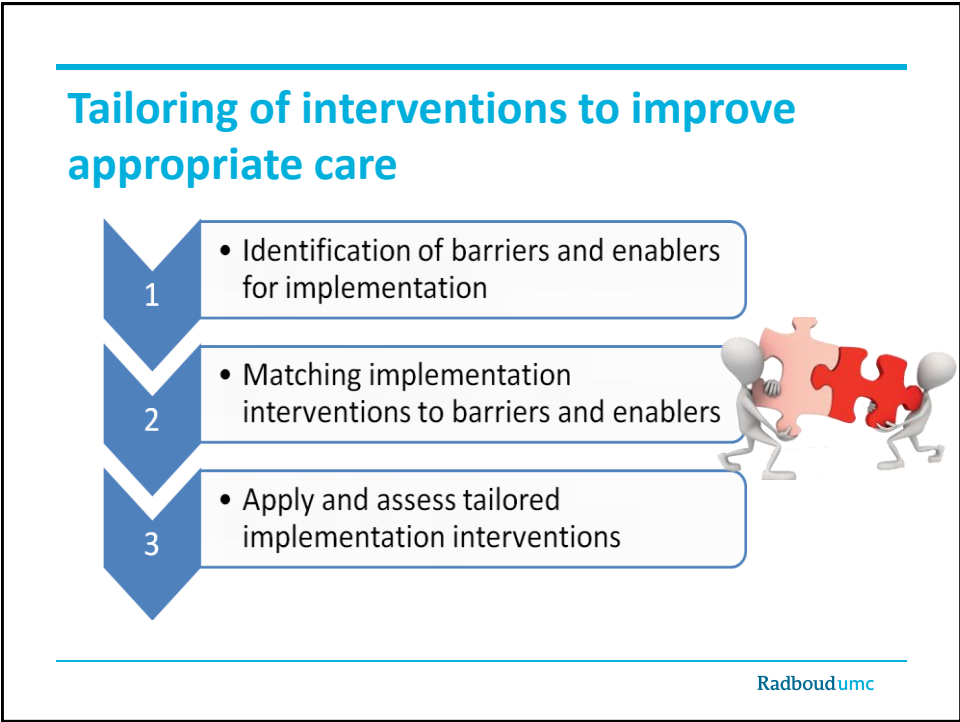 Tailoring of interventions to improve
appropriate care
1
• Identification of barriers and enablers
for implementation
2
• Matching implementation
interventions to barriers and enablers
3
• Apply and assess tailored
implementation interventions
Radboudumc